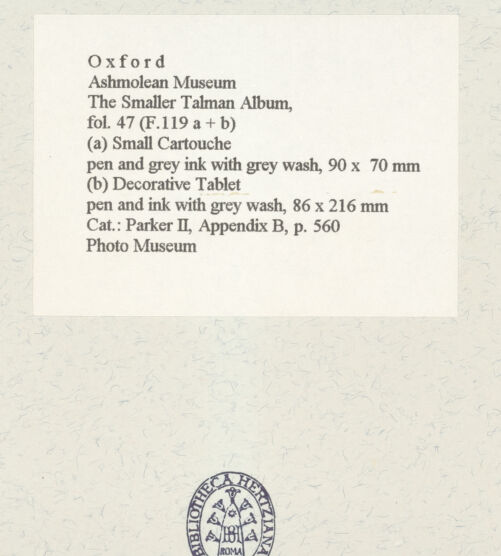 Oxford
Ashmolean Museum
The Smaller Talman Album,
fol. 47 (F.119 a + b)
(a) Small Cartouche
pen and grey ink with grey wash, 90 x 70 mm
(b) Decorative Tablet
pen and ink with grey wash, 86 x 216 mm
Cat.: Parker II, Appendix B, p. 560
Photo Museum
BIBLIOTHECA HERTZIANA
ROMA